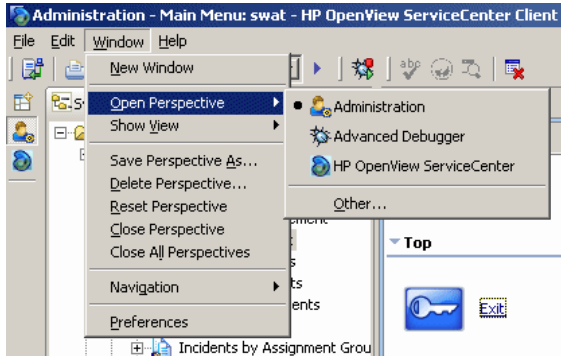 Administration - Main Menu: swat - HP OpenView ServiceCenter Client
File Edit Window Help
New Window
Open Perspective
Show View
Save Perspective As...
Delete Perspective...
Reset Perspective
Close Perspective
Close All Perspectives
Navigation
Preferences
Administration
Advanced Debugger
HP OpenView ServiceCenter
Other...
abc
Top
Exit
Incidents by Assignment Grou